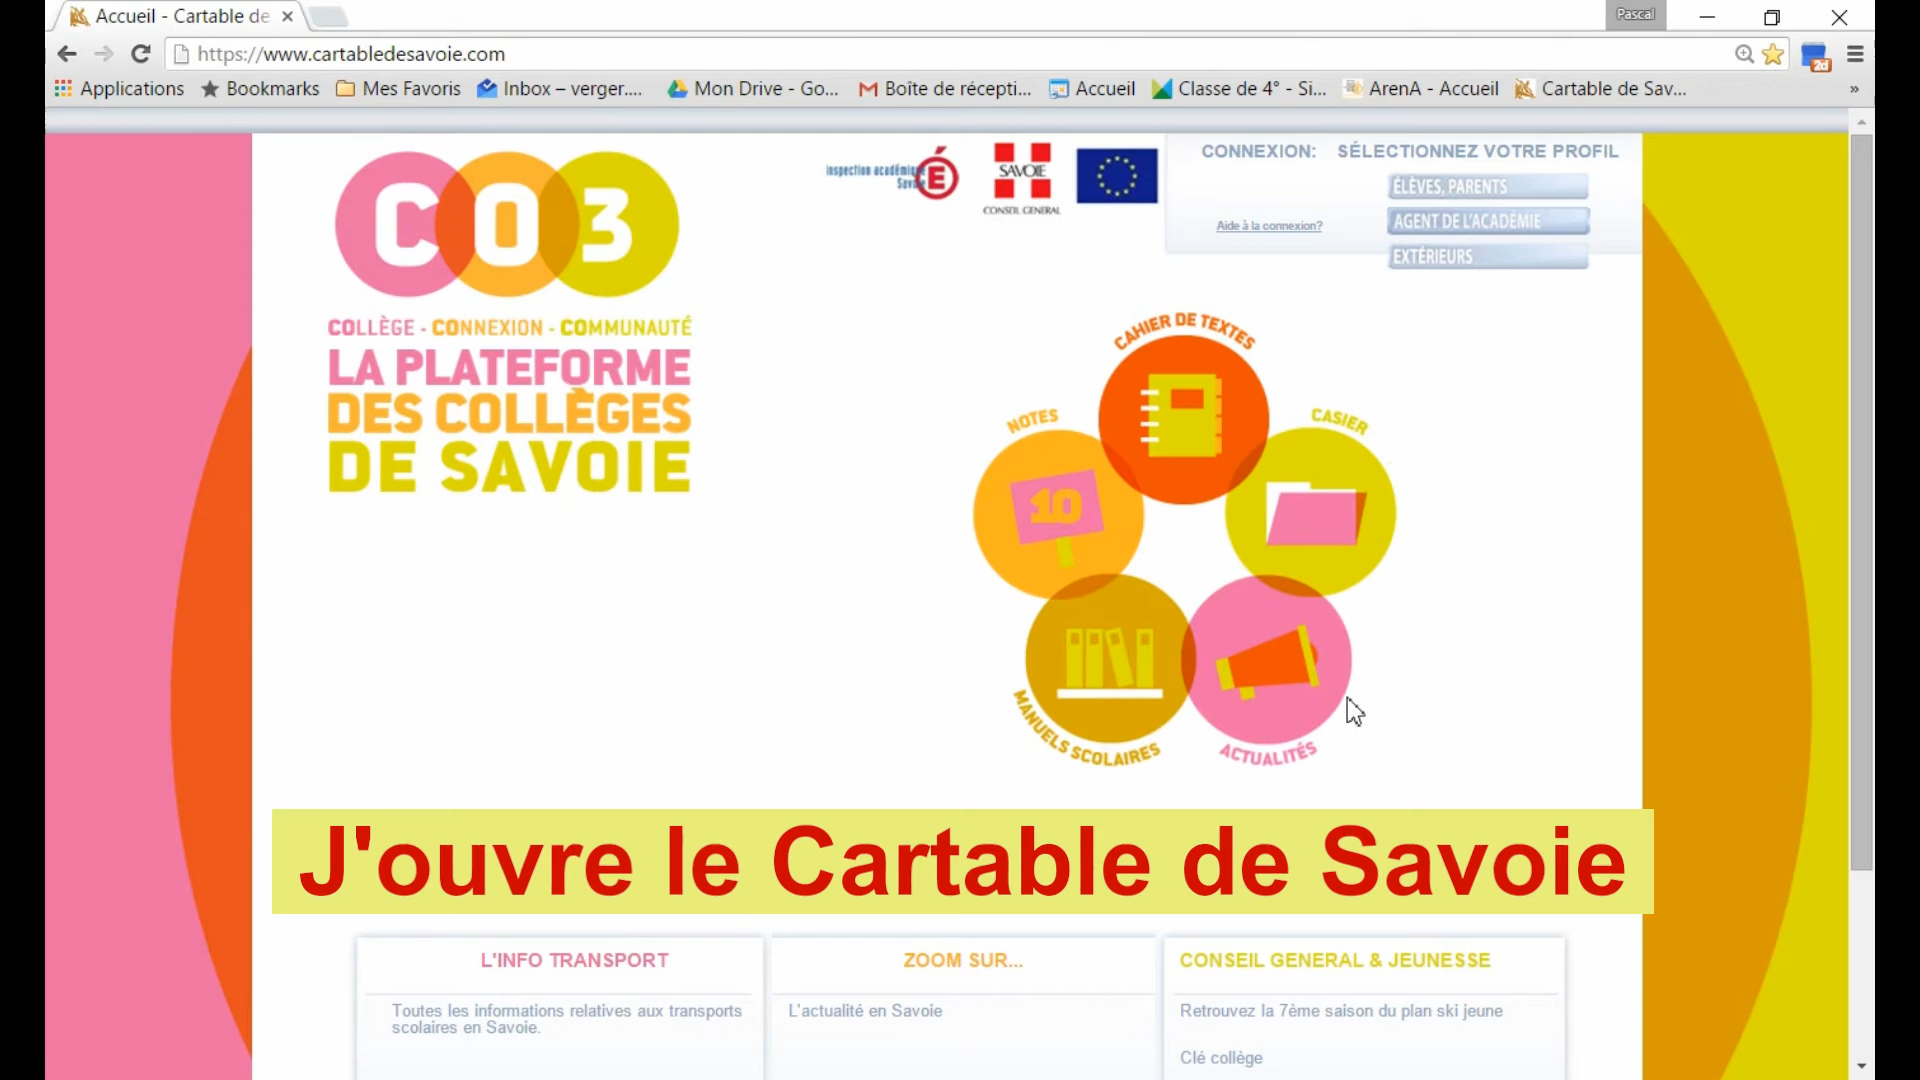 Accueil - Cartable de
Pascal
https://www.cartabledesavoie.com
Applications
Bookmarks
Mes Favoris
Inbox – verger....
Mon Drive - Go...
Boîte de récepti...
Accueil
Classe de 4° - Si...
ArenA - Accueil
Cartable de Sav...
»
CO3
COLLÈGE - CONNEXION - COMMUNAUTÉ
LA PLATEFORME
DES COLLÈGES
DE SAVOIE
inspection académique
Savoie
SAVOIE
CONSEIL GENERAL
CONNEXION: SÉLECTIONNEZ VOTRE PROFIL
ÉLÈVES, PARENTS
Aide à la connexion?
AGENT DE L'ACADÉMIE
EXTÉRIEURS
CAHIER DE TEXTES
NOTES
10
CASIER
MANUELS SCOLAIRES
ACTUALITÉS
J'ouvre le Cartable de Savoie
L'INFO TRANSPORT
Toutes les informations relatives aux transports
scolaires en Savoie.
ZOOM SUR...
L'actualité en Savoie
CONSEIL GENERAL & JEUNESSE
Retrouvez la 7ème saison du plan ski jeune
Clé collège